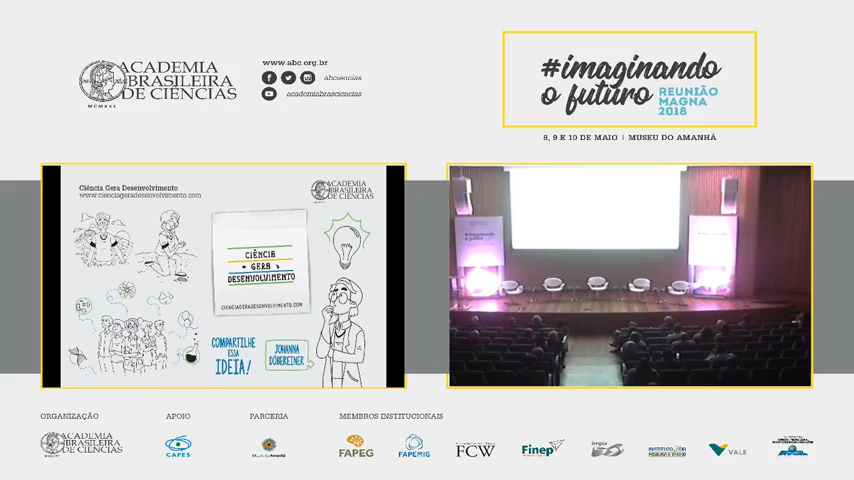 ACADEMIA
BRASILEIRA
DE CIÊNCIAS
MCMXVI
www.abc.org.br
abciencias
academiabrasciencias
#imaginando
o futuro
REUNIÃO
MAGNA
2018
8, 9 E 10 DE MAIO | MUSEU DO AMANHÃ
Ciência Gera Desenvolvimento
www.cienciageradesenvolvimento.com
ACADEMIA
BRASILEIRA
DE CIÊNCIAS
CIÊNCIA
GERA
DESENVOLVIMENTO
CIENCIAGERADESENVOLVIMENTO.COM
COMPARTILHE
ESSA
IDEIA!
JOHANNA
DÖBEREINER
#imaginando
o futuro
ORGANIZAÇÃO
APOIO
PARCERIA
MEMBROS INSTITUCIONAIS
ACADEMIA
BRASILEIRA
DE CIÊNCIAS
CAPES
FAPEG
FAPEMIG
FCW
Finep
VALE